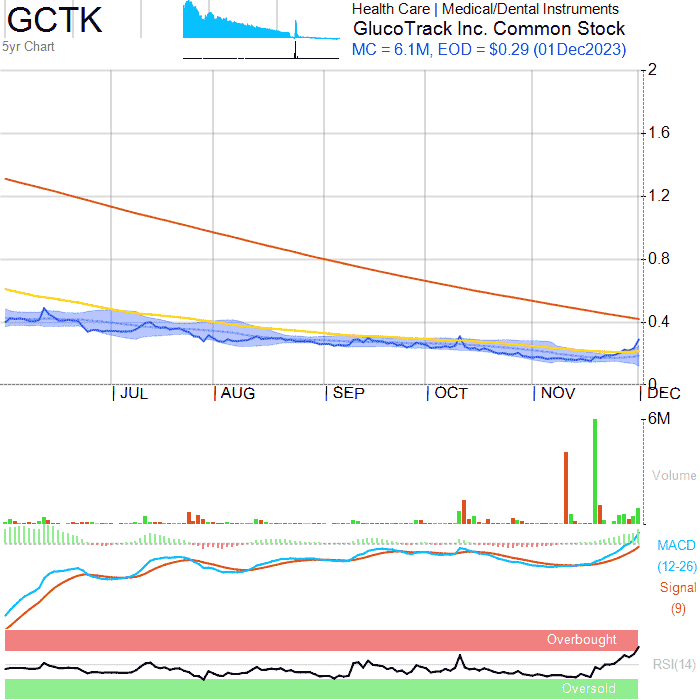 GCTK
5yr Chart
Health Care | Medical/Dental Instruments
GlucoTrack Inc. Common Stock
MC = 6.1M, EOD = $0.29 (01Dec2023)
2
1.6
1.2
0.8
0.4
0
JUL
AUG
SEP
OCT
NOV
DEC
6M
Volume
MACD
(12-26)
Signal
(9)
Overbought
RSI(14)
Oversold